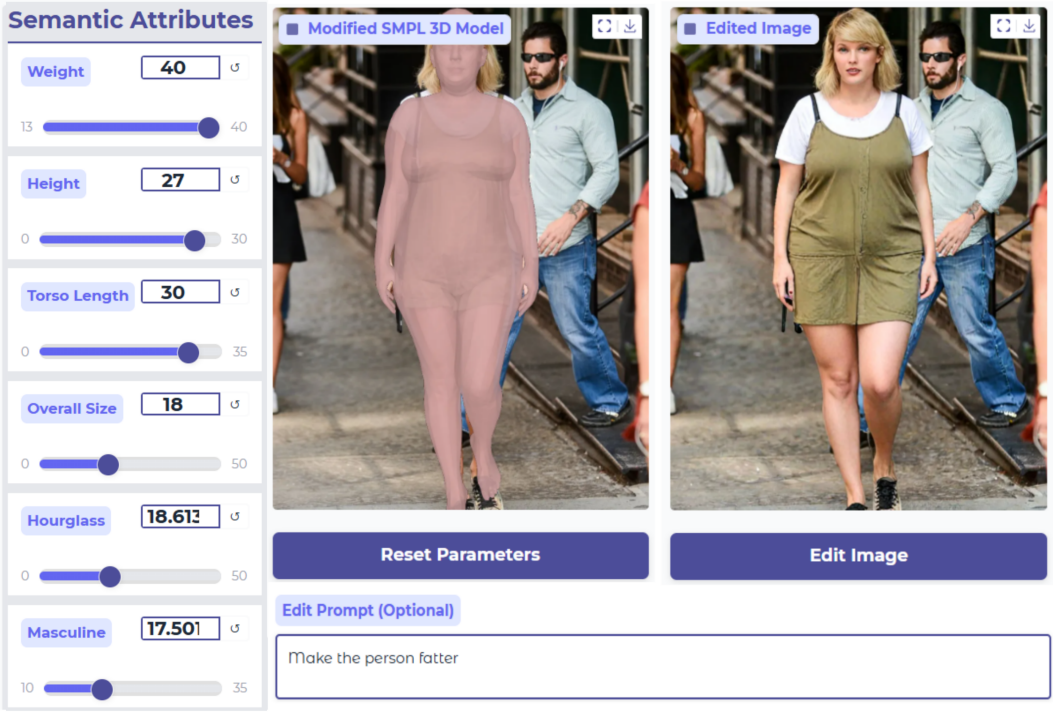 Semantic Attributes
Weight
40
13
40
Height
27
0
30
Torso Length
30
0
35
Overall Size
18
0
50
Hourglass
18.613
0
50
Masculine
17.501
10
35
Modified SMPL 3D Model
Edited Image
Reset Parameters
Edit Image
Edit Prompt (Optional)
Make the person fatter